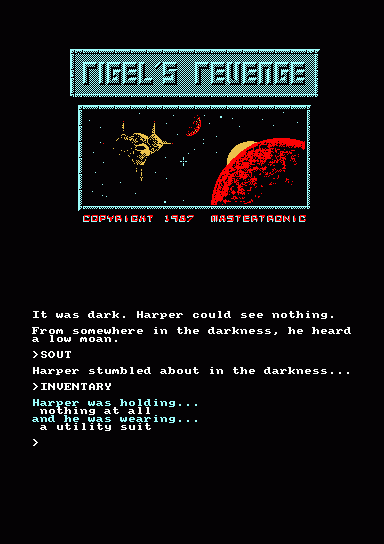 RIGEL'S REVENGE
COPYRIGHT 1987 MASTERTRONIC
It was dark. Harper could see nothing.
From somewhere in the darkness, he heard
a low moan.
>SOUT
Harper stumbled about in the darkness...
>INVENTARY
Harper was holding...
nothing at all
and he was wearing...
a utility suit
>